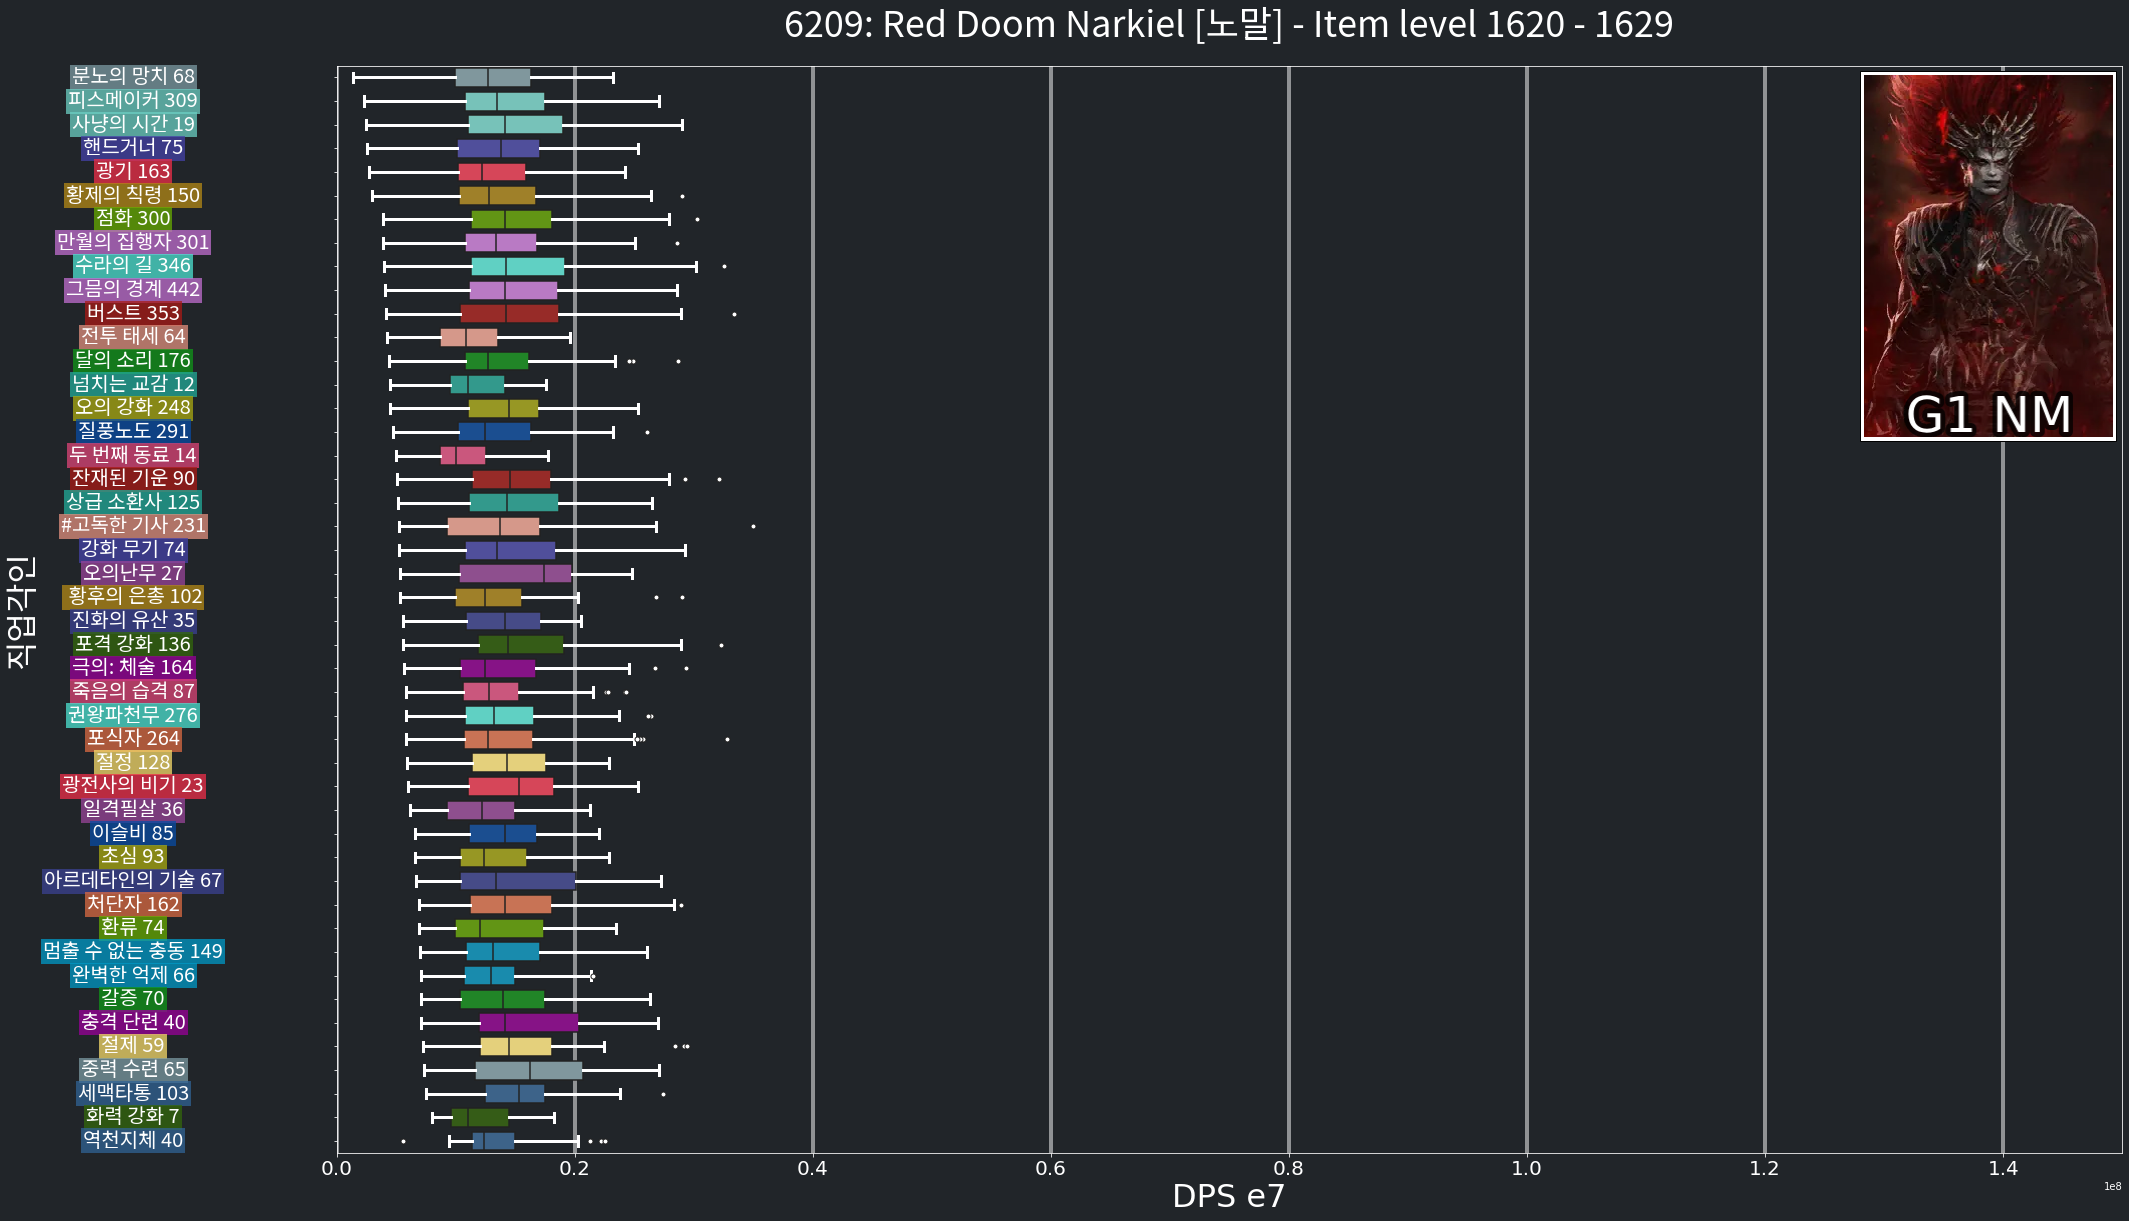 6209: Red Doom Narkiel [노말] - Item level 1620 - 1629
분노의 망치 68
피스메이커 309
사냥의 시간 19
핸드거너 75
광기 163
황제의 칙령 150
점화 300
만월의 집행자 301
수라의 길 346
그믐의 경계 442
버스트 353
전투 태세 64
달의 소리 176
넘치는 교감 12
오의 강화 248
질풍노도 291
두 번째 동료 14
잔재된 기운 90
상급 소환사 125
#고독한 기사 231
강화 무기 74
오의난무 27
황후의 은총 102
진화의 유산 35
포격 강화 136
극의: 체술 164
죽음의 습격 87
권왕파천무 276
포식자 264
절정 128
광전사의 비기 23
일격필살 36
이슬비 85
초심 93
아르데타인의 기술 67
처단자 162
환류 74
멈출 수 없는 충동 149
완벽한 억제 66
갈증 70
충격 단련 40
절제 59
중력 수련 65
세맥타통 103
화력 강화 7
역천지체 40
직업각인
G1 NM
0.0 0.2 0.4 0.6 0.8 1.0 1.2 1.4
1e8
DPS e7